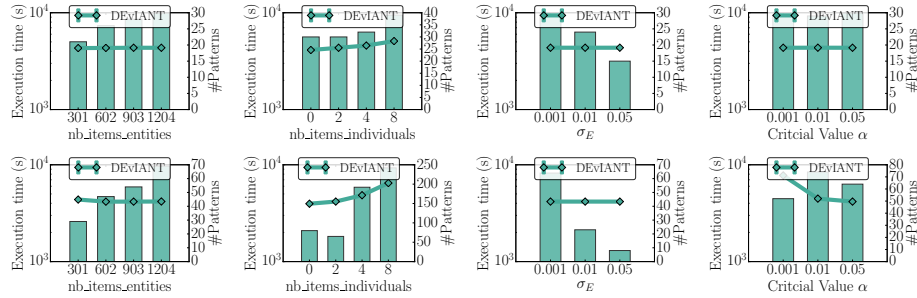 DEvIANT
Execution time (s)
10^4
10^3
30
25
20
15
10
5
0
#Patterns
301 602 903 1204
nb_items_entities
DEvIANT
Execution time (s)
10^4
10^3
40
35
30
25
20
15
10
5
0
#Patterns
0 2 4 8
nb_items_individuals
DEvIANT
Execution time (s)
10^4
10^3
30
25
20
15
10
5
0
#Patterns
0.001 0.01 0.05
σ_E
DEvIANT
Execution time (s)
10^4
10^3
30
25
20
15
10
5
0
#Patterns
0.001 0.01 0.05
Critcial Value α
DEvIANT
Execution time (s)
10^4
10^3
70
60
50
40
30
20
10
0
#Patterns
301 602 903 1204
nb_items_entities
DEvIANT
Execution time (s)
10^4
10^3
250
200
150
100
50
0
#Patterns
0 2 4 8
nb_items_individuals
DEvIANT
Execution time (s)
10^4
10^3
70
60
50
40
30
20
10
0
#Patterns
0.001 0.01 0.05
σ_E
DEvIANT
Execution time (s)
10^4
10^3
80
70
60
50
40
30
20
10
0
#Patterns
0.001 0.01 0.05
Critcial Value α